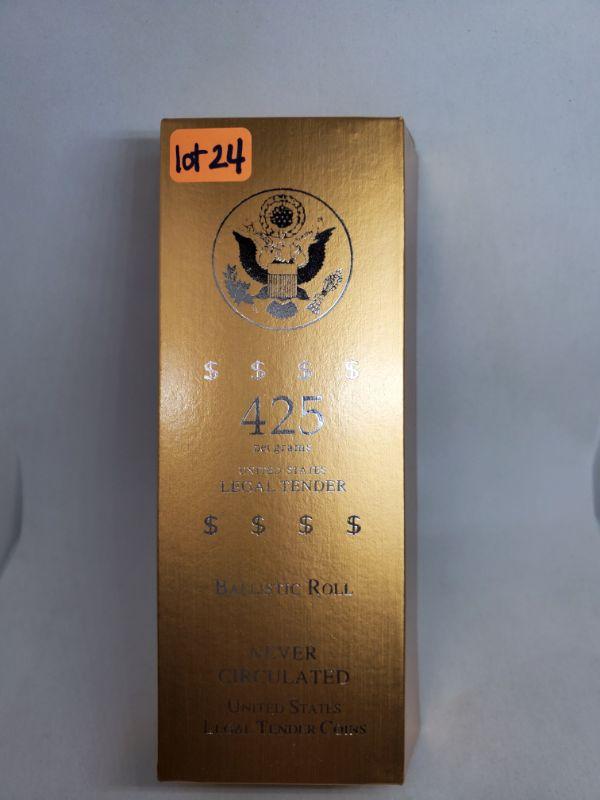 lot 24
$ $ $ $
425
net grams
UNITED STATES
LEGAL TENDER
$ $ $ $
BALLISTIC ROLL
NEVER
CIRCULATED
UNITED STATES
LEGAL TENDER COINS